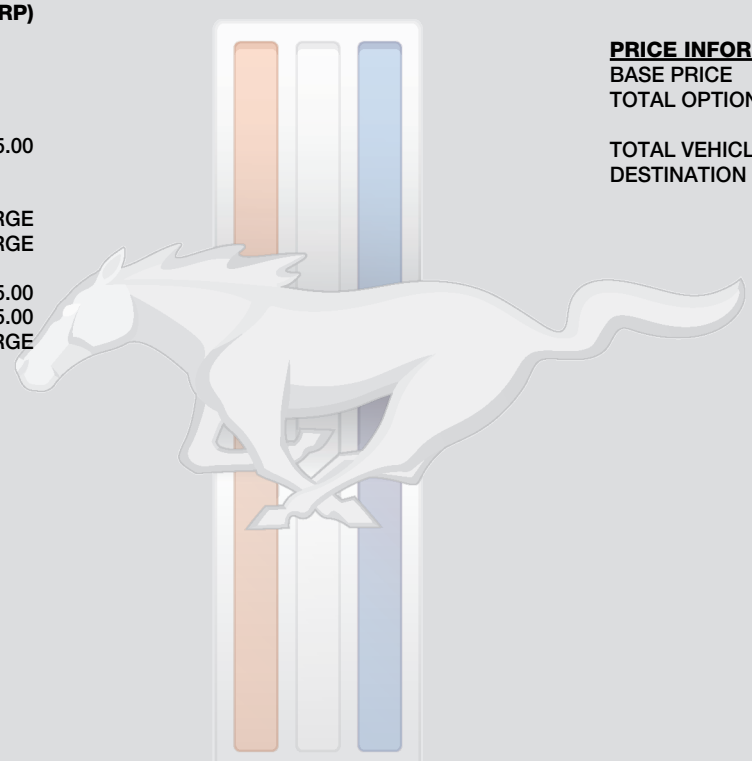 RP)
5.00
RGE
RGE
5.00
5.00
RGE
PRICE INFOR
BASE PRICE
TOTAL OPTION
TOTAL VEHICL
DESTINATION